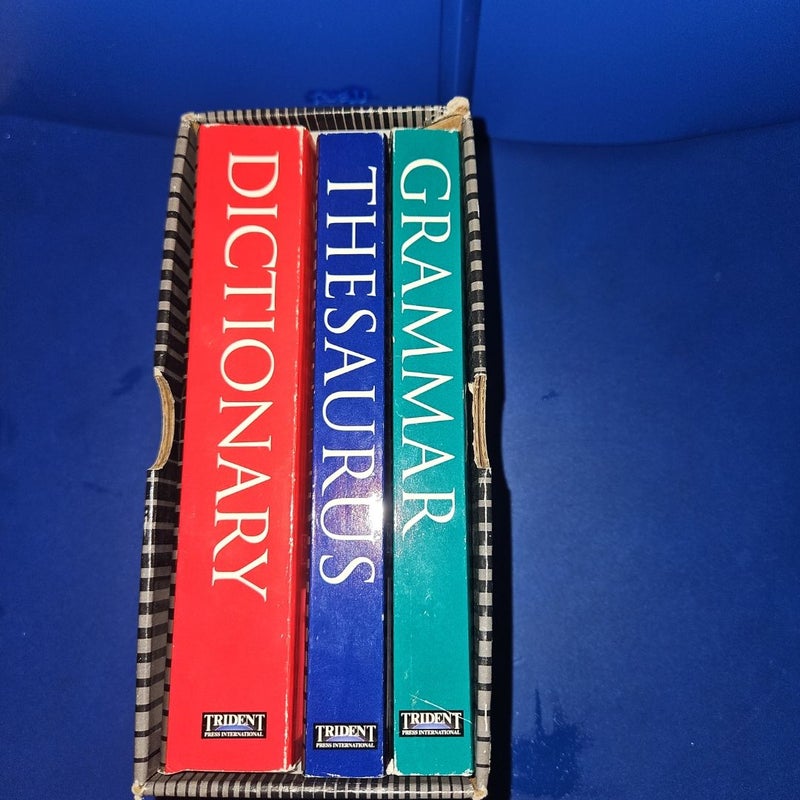 DICTIONARY
TRIDENT
PRESS INTERNATIONAL
THESAURUS
TRIDENT
PRESS INTERNATIONAL
GRAMMAR
TRIDENT
PRESS INTERNATIONAL